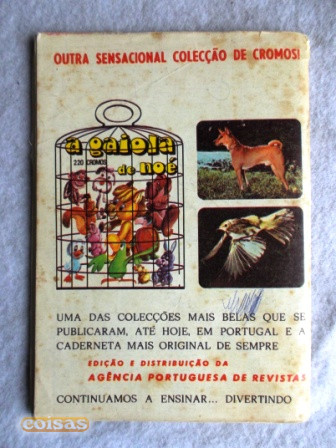 OUTRA SENSACIONAL COLECÇÃO DE CROMOS!
a gaiola
220 CROMOS
de noé
UMA DAS COLECÇÕES MAIS BELAS QUE SE
PUBLICARAM, ATÉ HOJE, EM PORTUGAL E A
CADERNETA MAIS ORIGINAL DE SEMPRE
EDIÇÃO E DISTRIBUIÇÃO DA
AGÊNCIA PORTUGUESA DE REVISTAS
CONTINUAMOS A ENSINAR... DIVERTINDO
coisas